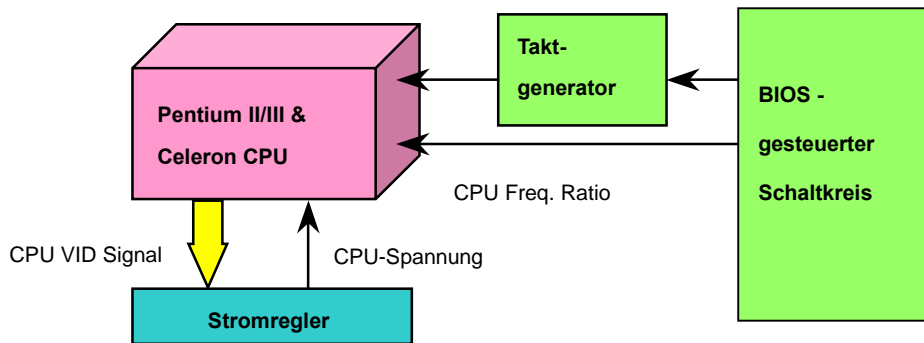 Takt-
generator
BIOS -
gesteuerter
Schaltkreis
Pentium II/III &
Celeron CPU
CPU Freq. Ratio
CPU VID Signal
CPU-Spannung
Stromregler